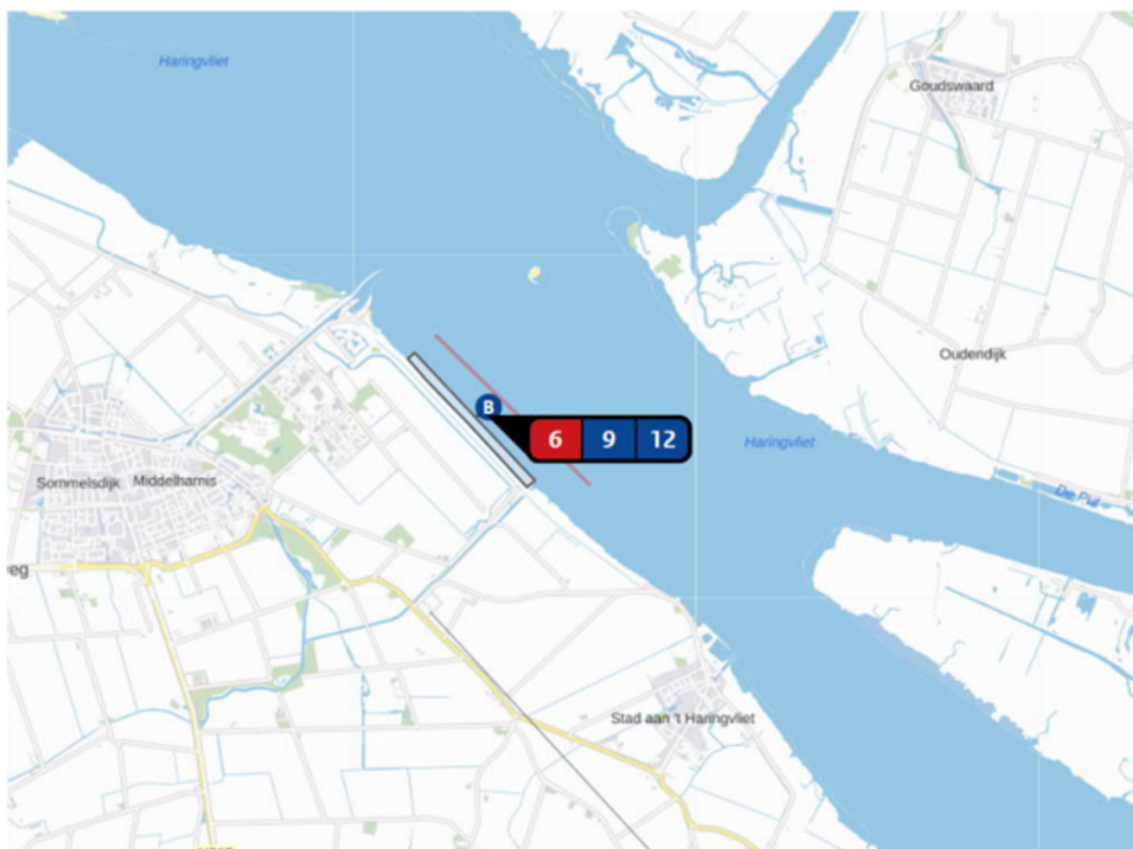 Haringvliet
Goudswaard
Oudendijk
B
6 9 12
Haringvliet
De Put
Sommelsdijk
Middelharnis
eg
Stad aan 't Haringvliet